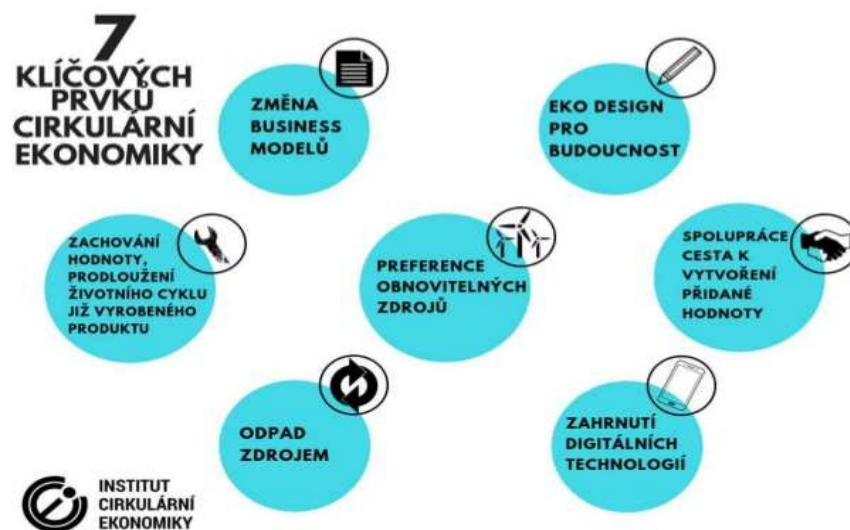 7
KLÍČOVÝCH
PRVKŮ
CIRKULÁRNÍ
EKONOMIKY
ZMĚNA
BUSINESS
MODELŮ
EKO DESIGN
PRO
BUDOUCNOST
ZACHOVÁNÍ
HODNOTY,
PRODLOUŽENÍ
ŽIVOTNÍHO CYKLU
JIŽ VYROBENÉHO
PRODUKTU
PREFERENCE
OBNOVITELNÝCH
ZDROJŮ
SPOLUPRÁCE
CESTA K
VYTVOŘENÍ
PŘIDANÉ
HODNOTY
ODPAD
ZDROJEM
ZAHRNUTÍ
DIGITÁLNÍCH
TECHNOLOGIÍ
INSTITUT
CIRKULÁRNÍ
EKONOMIKY